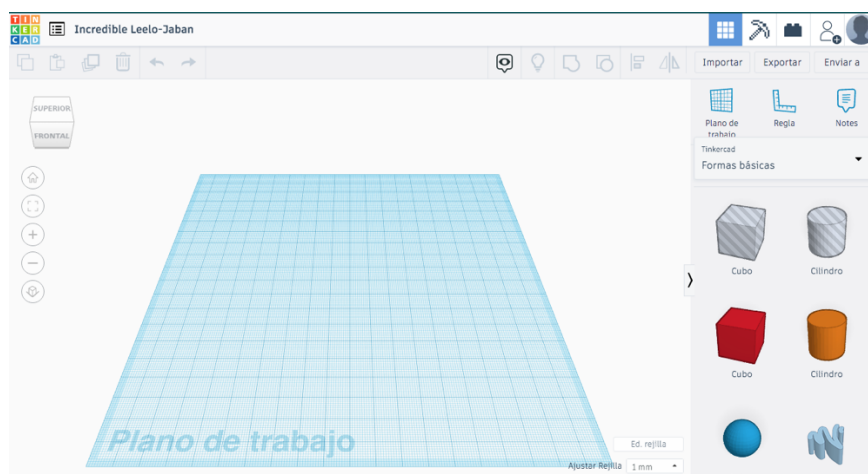 TIN
KER
CAD
Incredible Leelo-Jaban
Importar
Exportar
Enviar a
SUPERIOR
FRONTAL
Plano de
trabajo
Regla
Notes
Tinkercad
Formas básicas
Cubo
Cilindro
Cubo
Cilindro
Plano de trabajo
Ed. rejilla
Ajustar Rejilla 1 mm